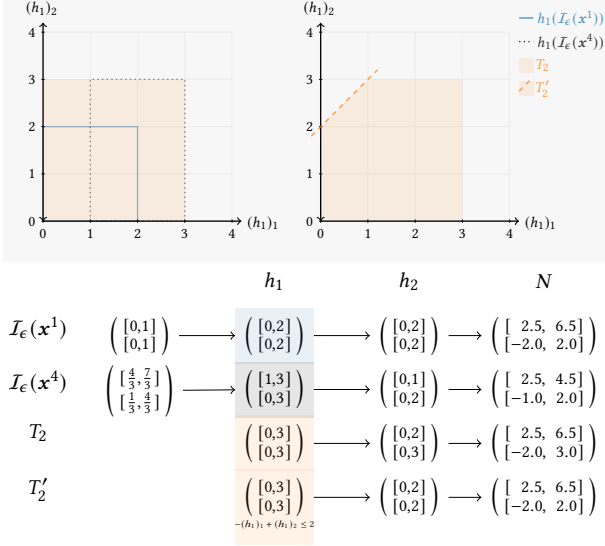 (h₁)₂ (h₁)₂
4 4
3 3
2 2
1 1
0 0
0 1 2 3 4 (h₁)₁ 0 1 2 3 4 (h₁)₁
h₁(I_ϵ(x¹))
h₁(I_ϵ(x⁴))
T₂
T₂′
h₁ h₂ N
I_ϵ(x¹) ([0,1] [0,1]) ([0,2] [0,2]) ([0,2] [0,2]) ([ 2.5, 6.5] [−2.0, 2.0])
I_ϵ(x⁴) ([4/3, 7/3] [1/3, 4/3]) ([1,3] [0,3]) ([0,1] [0,2]) ([ 2.5, 4.5] [−1.0, 2.0])
T₂ ([0,3] [0,3]) ([0,2] [0,3]) ([ 2.5, 6.5] [−2.0, 3.0])
T₂′ ([0,3] [0,3]) ([0,2] [0,2]) ([ 2.5, 6.5] [−2.0, 2.0])
−(h₁)₁ + (h₁)₂ ≤ 2